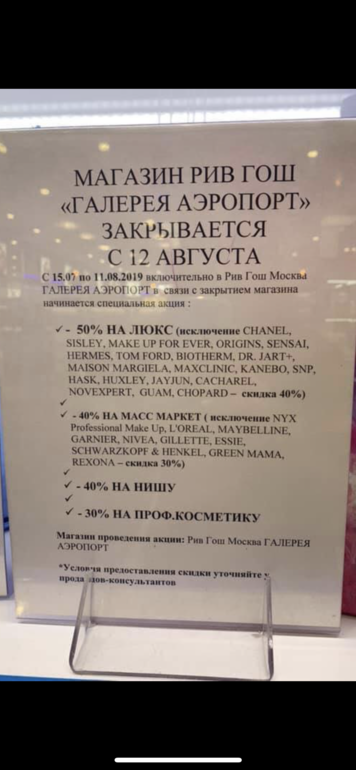 МАГАЗИН РИВ ГОШ
«ГАЛЕРЕЯ АЭРОПОРТ»
ЗАКРЫВАЕТСЯ
С 12 АВГУСТА
С 15.07 по 11.08.2019 включительно в Рив Гош Москва
ГАЛЕРЕЯ АЭРОПОРТ в связи с закрытием магазина
начинается специальная акция :
✓- 50% НА ЛЮКС (исключение CHANEL,
SISLEY, MAKE UP FOR EVER, ORIGINS, SENSAI,
HERMES, TOM FORD, BIOTHERM, DR. JART+,
MAISON MARGIELA, MAXCLINIC, KANEBO, SNP,
HASK, HUXLEY, JAYJUN, CACHAREL,
NOVEXPERT, GUAM, CHOPARD – скидка 40%)
✓
✓ - 40% НА МАСС МАРКЕТ ( исключение NYX
Professional Make Up, L'OREAL, MAYBELLINE,
GARNIER, NIVEA, GILLETTE, ESSIE,
SCHWARZKOPF & HENKEL, GREEN MAMA,
REXONA – скидка 30%)
✓
✓ - 40% НА НИШУ
✓
✓ - 30% НА ПРОФ.КОСМЕТИКУ
Магазин проведения акции: Рив Гош Москва ГАЛЕРЕЯ
АЭРОПОРТ
*Условия предоставления скидки уточняйте у
продавцов-консультантов